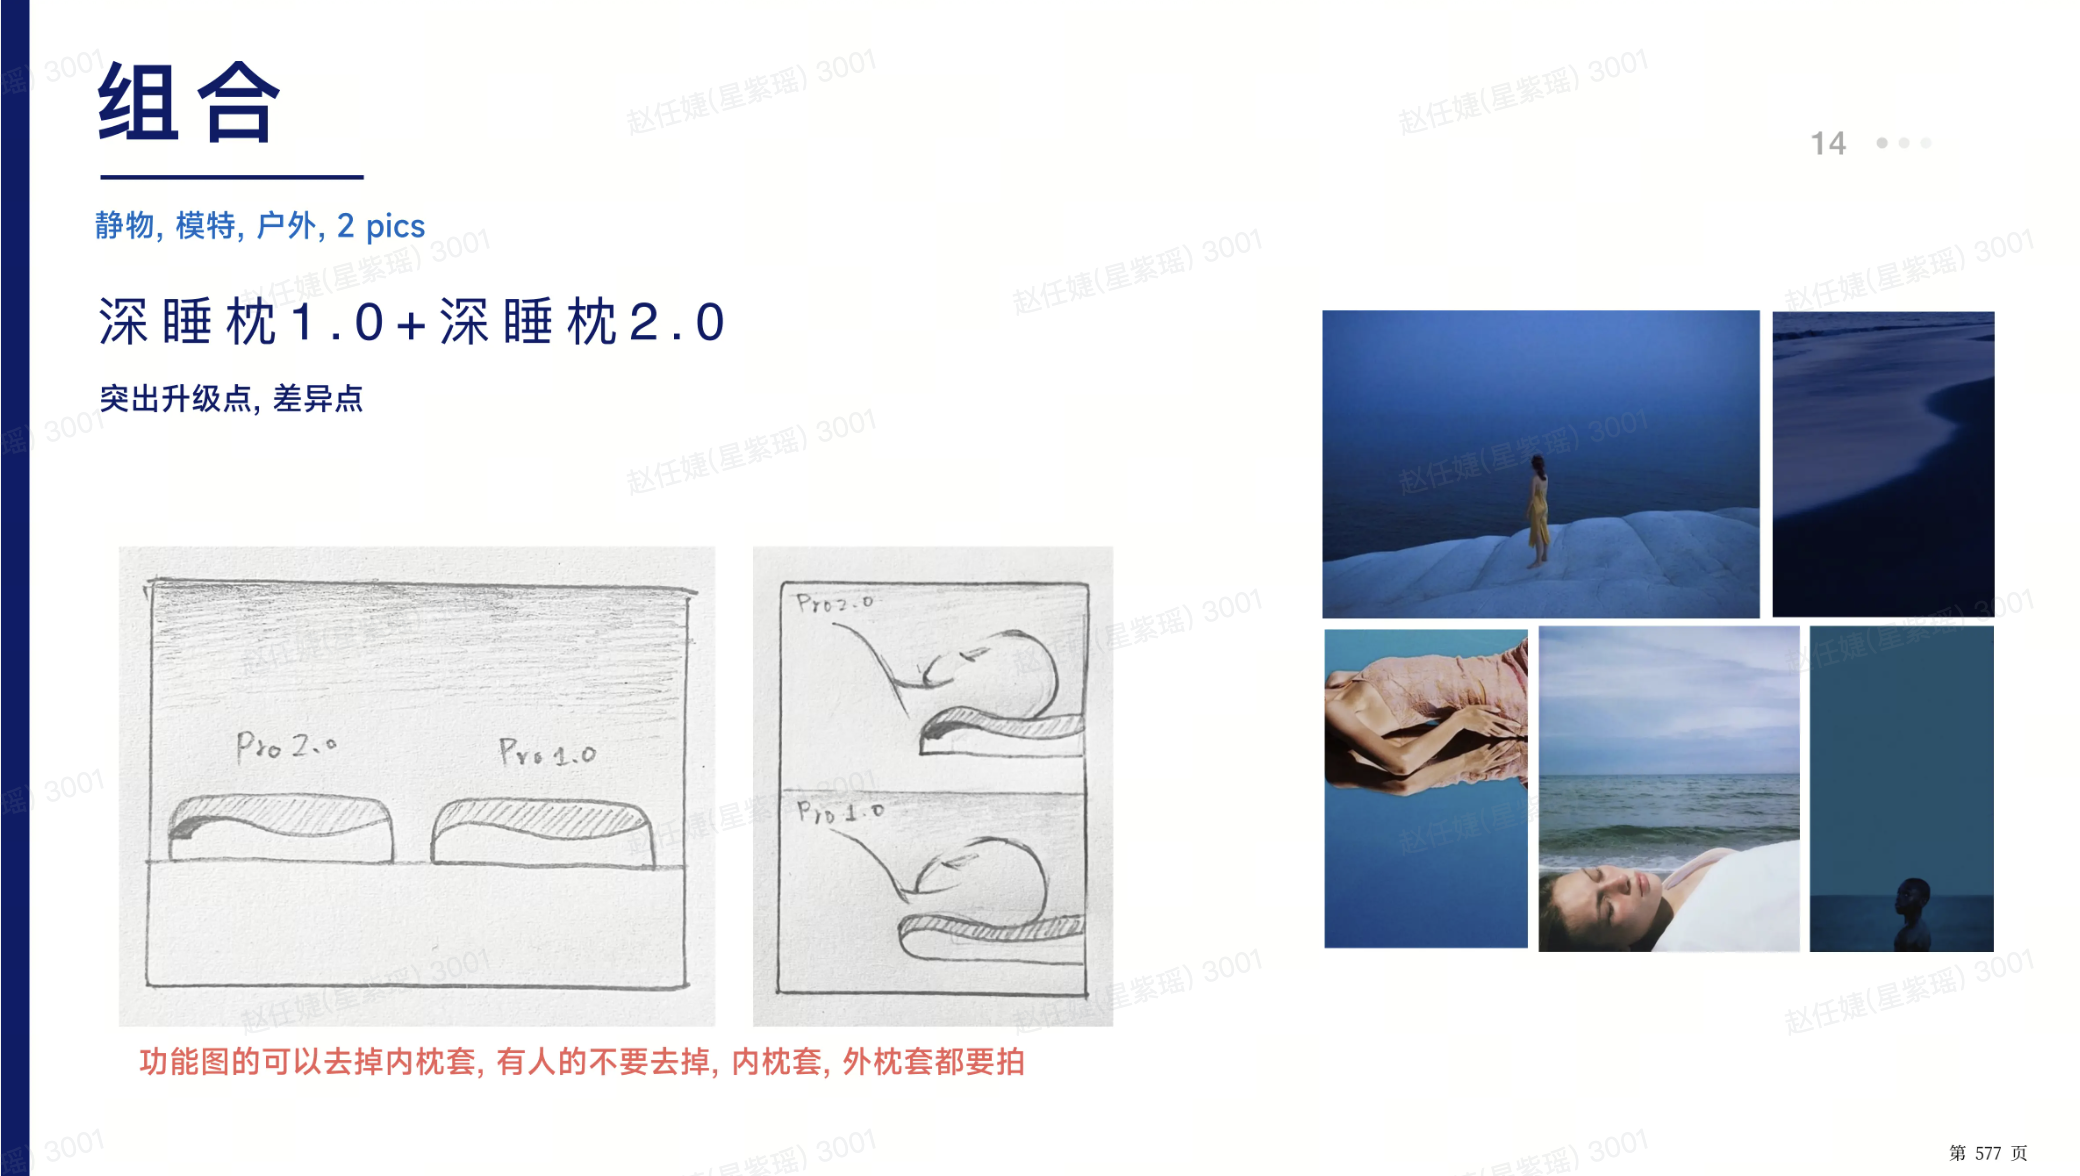 组合
14
静物, 模特, 户外, 2 pics
深睡枕1.0+深睡枕2.0
突出升级点, 差异点
Pro 2.0
Pro 1.0
Pro2.0
Pro 1.0
功能图的可以去掉内枕套, 有人的不要去掉, 内枕套, 外枕套都要拍
第 577 页
赵任婕(星紫瑶) 3001